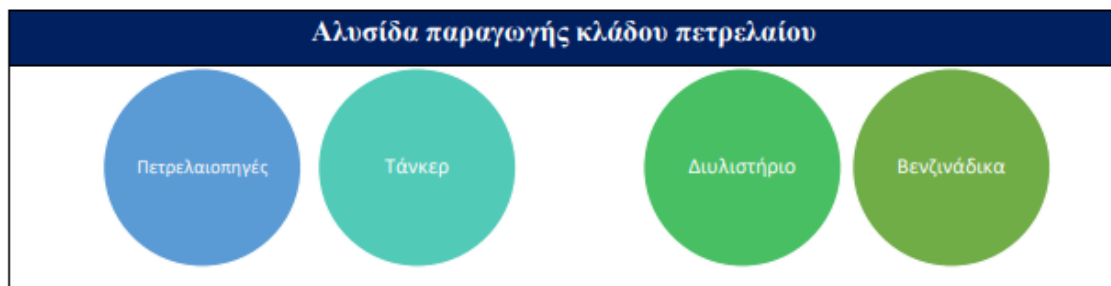 Αλυσίδα παραγωγής κλάδου πετρελαίου
Πετρελαιοπηγές
Τάνκερ
Διυλιστήριο
Βενζινάδικα